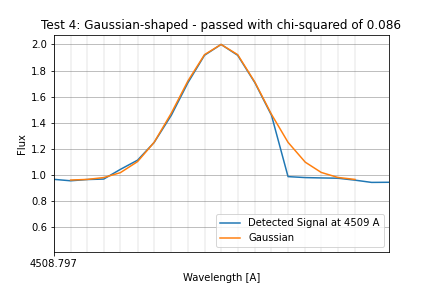 Test 4: Gaussian-shaped - passed with chi-squared of 0.086
2.0
1.8
1.6
1.4
1.2
1.0
0.8
0.6
Flux
Detected Signal at 4509 A
Gaussian
4508.797
Wavelength [A]